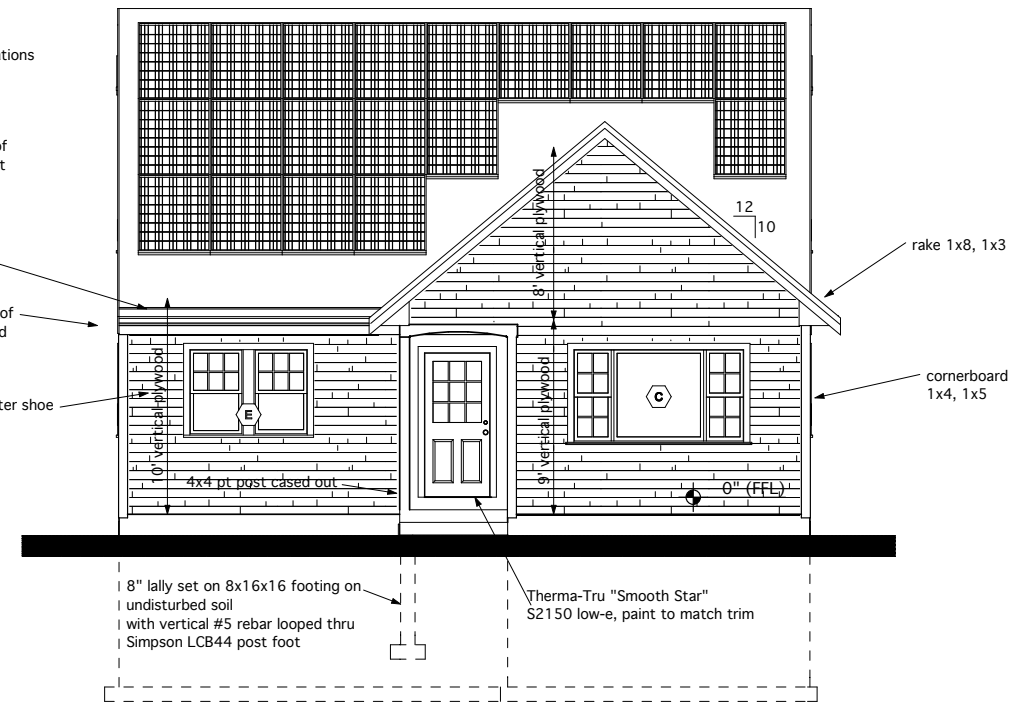 tions
of
t
of
d
ter shoe
8' vertical plywood
12
10
rake 1x8, 1x3
10' vertical plywood
9' vertical plywood
E
C
cornerboard
1x4, 1x5
4x4 pt post cased out
0" (FFL)
8" lally set on 8x16x16 footing on
undisturbed soil
with vertical #5 rebar looped thru
Simpson LCB44 post foot
Therma-Tru "Smooth Star"
S2150 low-e, paint to match trim